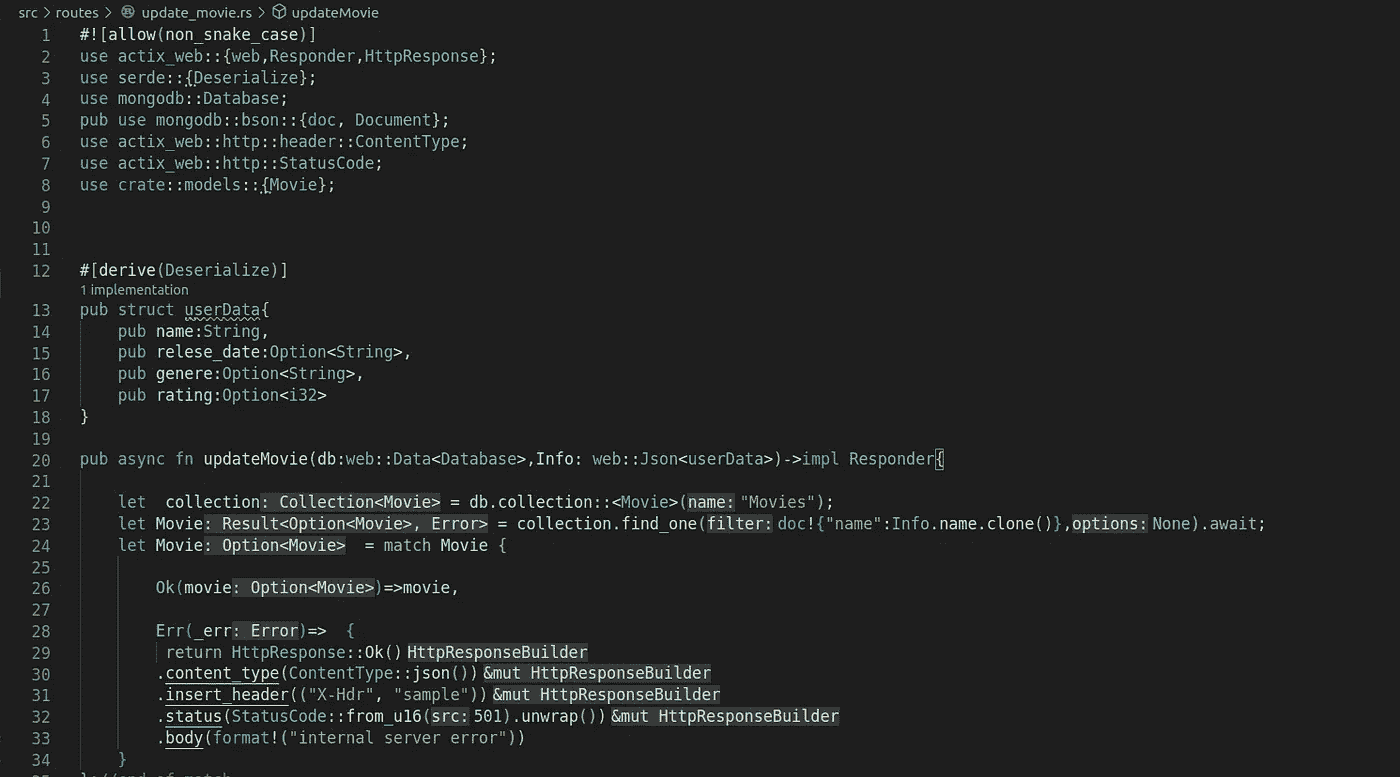 src > routes > update_movie.rs > updateMovie
1 #![allow(non_snake_case)]
2 use actix_web::{web,Responder,HttpResponse};
3 use serde::{Deserialize};
4 use mongodb::Database;
5 pub use mongodb::bson::{doc, Document};
6 use actix_web::http::header::ContentType;
7 use actix_web::http::StatusCode;
8 use crate::models::{Movie};
9
10
11
12 #[derive(Deserialize)]
1 implementation
13 pub struct userData{
14     pub name:String,
15     pub relese_date:Option<String>,
16     pub genere:Option<String>,
17     pub rating:Option<i32>
18 }
19
20 pub async fn updateMovie(db:web::Data<Database>,Info: web::Json<userData>)->impl Responder{
21
22     let  collection: Collection<Movie> = db.collection::<Movie>(name: "Movies");
23     let Movie: Result<Option<Movie>, Error> = collection.find_one(filter: doc!{"name":Info.name.clone()},options: None).await;
24     let Movie: Option<Movie>  = match Movie {
25
26         Ok(movie: Option<Movie>)=>movie,
27
28         Err(_err: Error)=>  {
29          return HttpResponse::Ok() HttpResponseBuilder
30         .content_type(ContentType::json()) &mut HttpResponseBuilder
31         .insert_header(("X-Hdr", "sample")) &mut HttpResponseBuilder
32         .status(StatusCode::from_u16(src: 501).unwrap()) &mut HttpResponseBuilder
33         .body(format!("internal server error"))
34     }